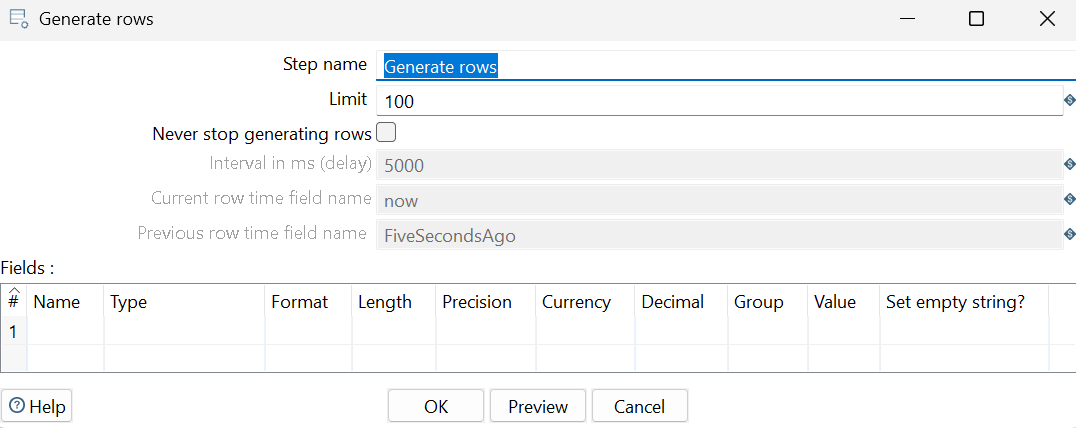 Generate rows
Step name Generate rows
Limit 100
Never stop generating rows
Interval in ms (delay) 5000
Current row time field name now
Previous row time field name FiveSecondsAgo
Fields :
# Name Type Format Length Precision Currency Decimal Group Value Set empty string?
1
Help OK Preview Cancel